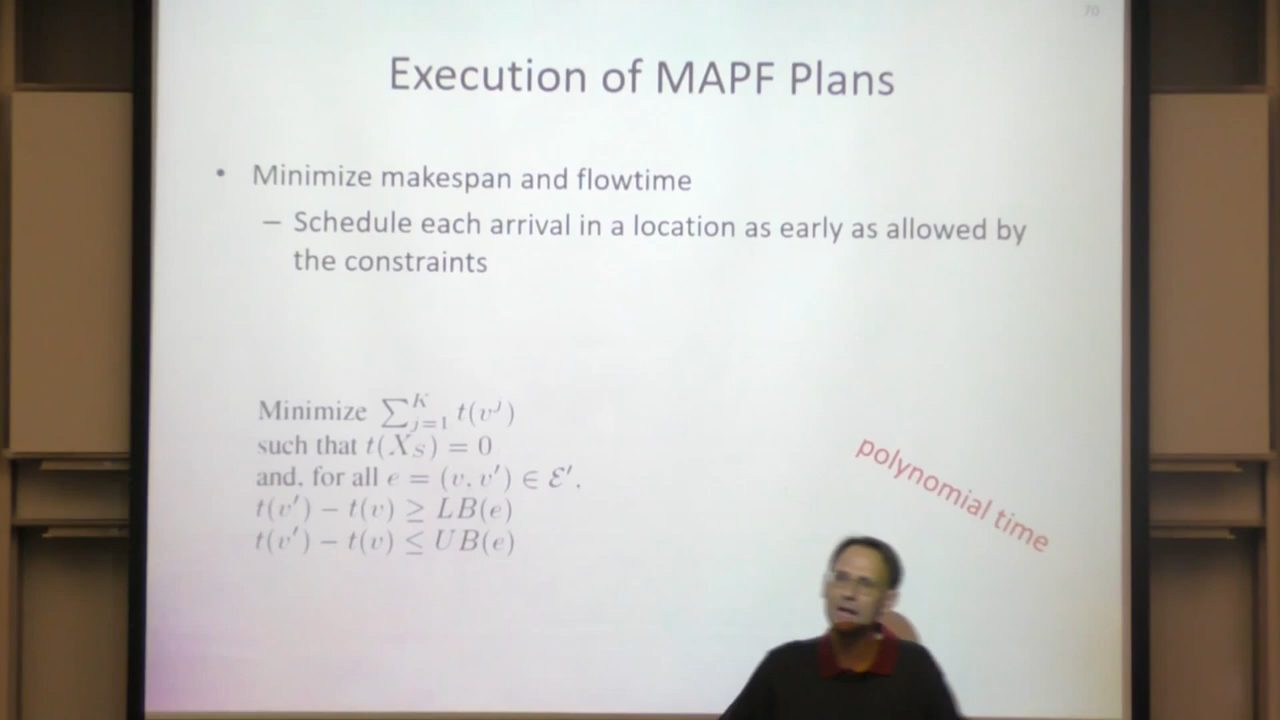 70
Execution of MAPF Plans
• Minimize makespan and flowtime
– Schedule each arrival in a location as early as allowed by
the constraints
Minimize ∑ᴷⱼ₌₁ t(vʲ)
such that t(X_S) = 0
and, for all e = (v, v′) ∈ ℰ′,
t(v′) − t(v) ≥ LB(e)
t(v′) − t(v) ≤ UB(e)
polynomial time